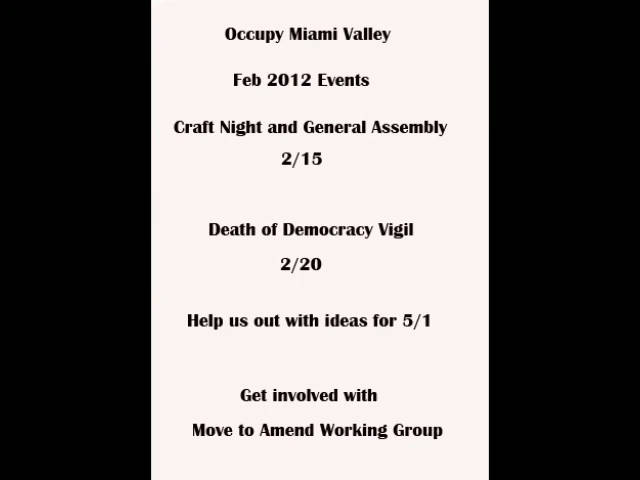 Occupy Miami Valley
Feb 2012 Events
Craft Night and General Assembly
2/15
Death of Democracy Vigil
2/20
Help us out with ideas for 5/1
Get involved with
Move to Amend Working Group